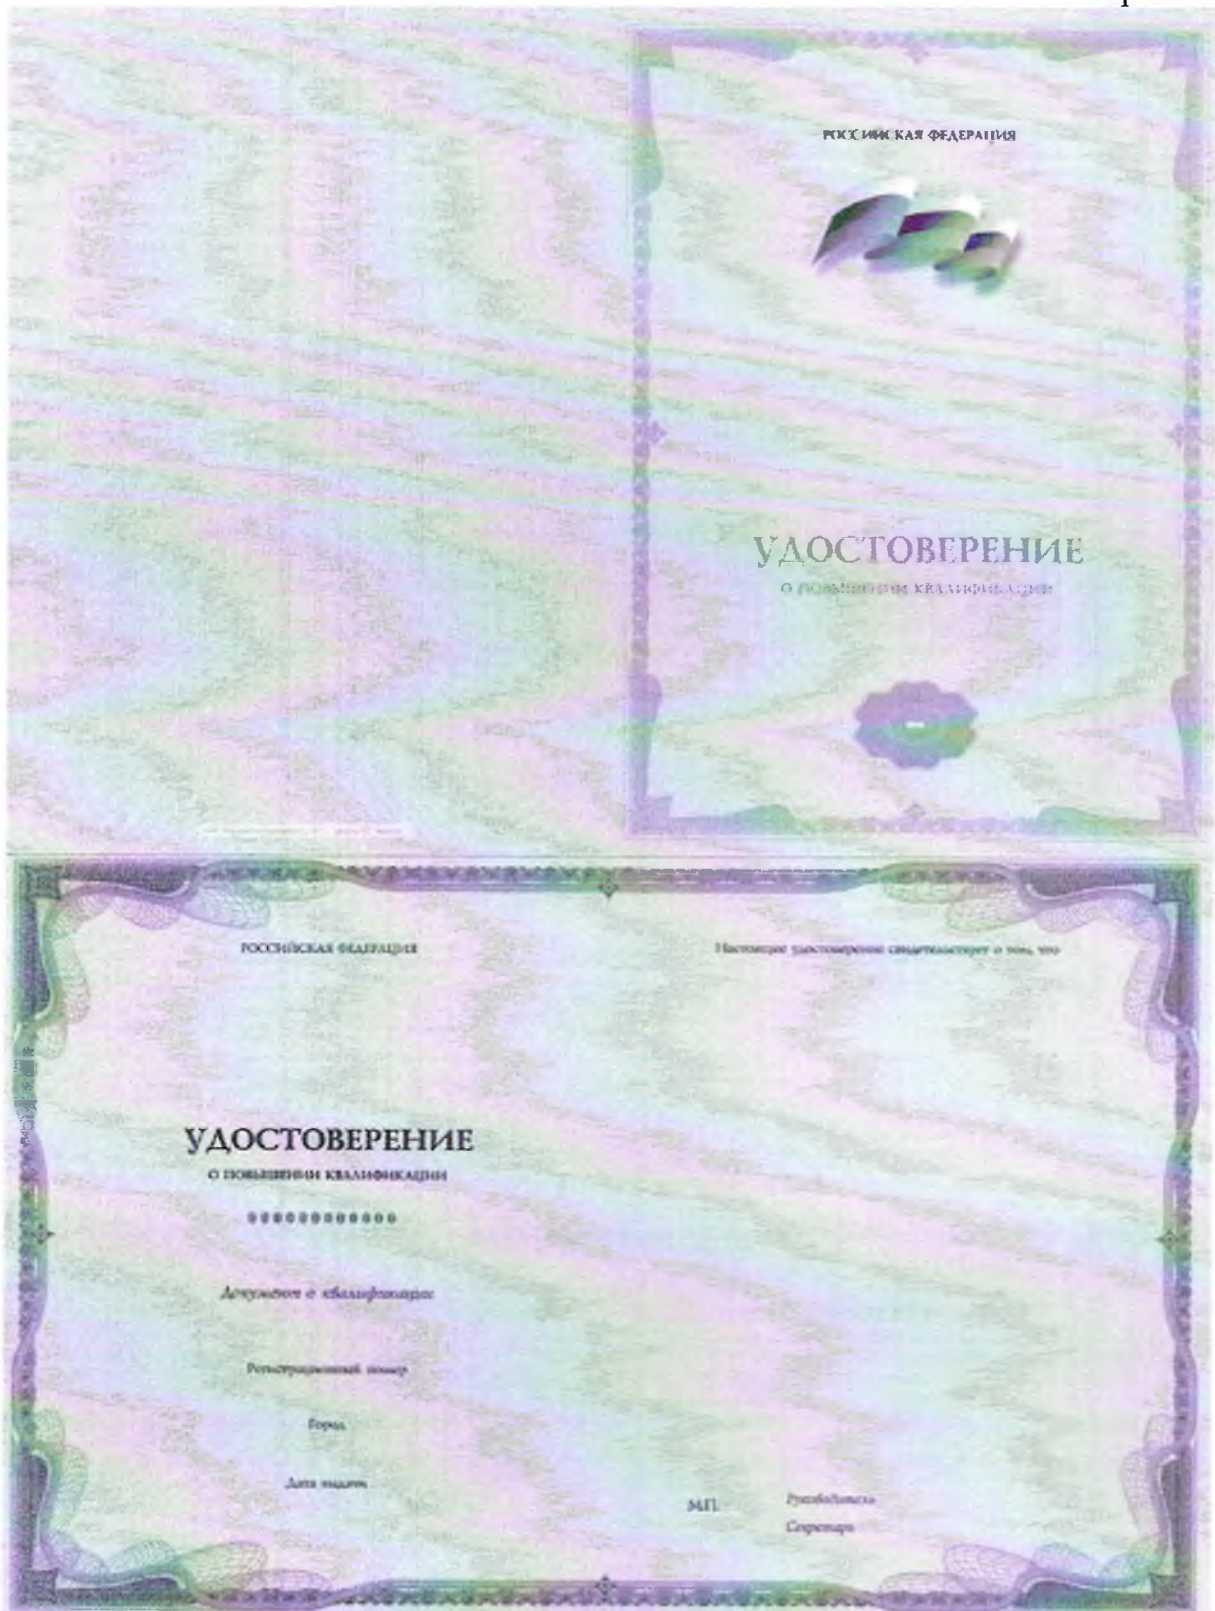 РОССИЙСКАЯ ФЕДЕРАЦИЯ
УДОСТОВЕРЕНИЕ
О ПОВЫШЕНИИ КВАЛИФИКАЦИИ
РОССИЙСКАЯ ФЕДЕРАЦИЯ
Настоящее удостоверение свидетельствует о том, что
УДОСТОВЕРЕНИЕ
О ПОВЫШЕНИИ КВАЛИФИКАЦИИ
000000000000
Документ о квалификации
Регистрационный номер
Город
Дата выдачи
М.П.
Руководитель
Секретарь